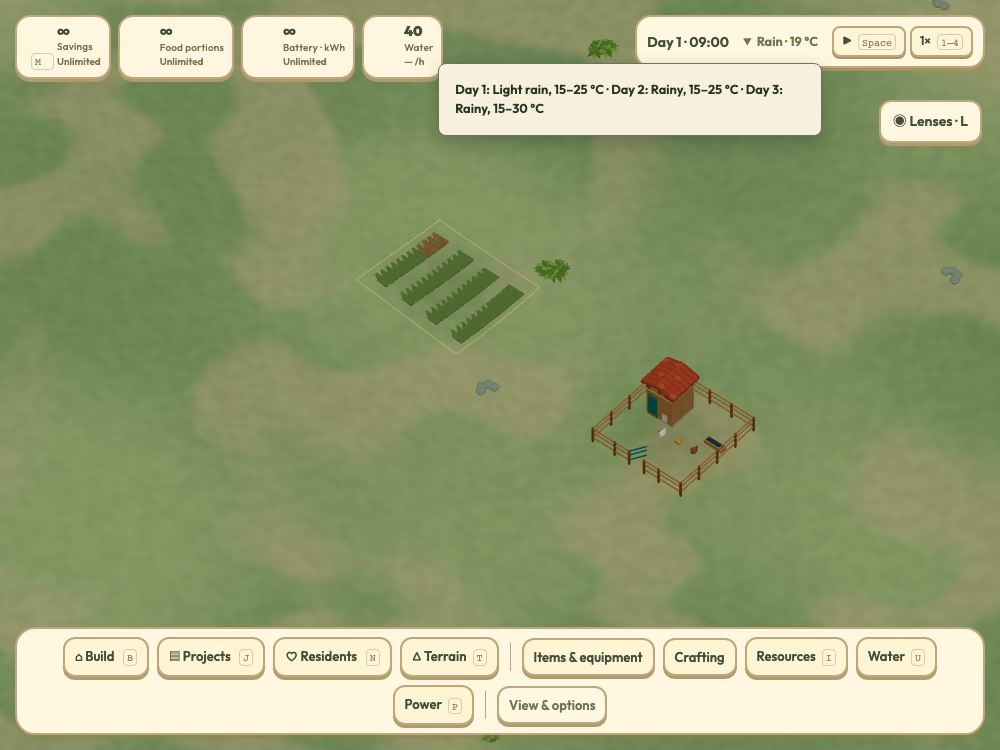 ∞
Savings
M Unlimited
∞
Food portions
Unlimited
∞
Battery · kWh
Unlimited
40
Water
— /h
Day 1 · 09:00 ▼ Rain · 19 °C ▶ Space 1× 1–4
Day 1: Light rain, 15–25 °C · Day 2: Rainy, 15–25 °C · Day 3:
Rainy, 15–30 °C
◉ Lenses · L
⌂ Build B
▤ Projects J
♡ Residents N
△ Terrain T
Items & equipment
Crafting
Resources I
Water U
Power P
View & options